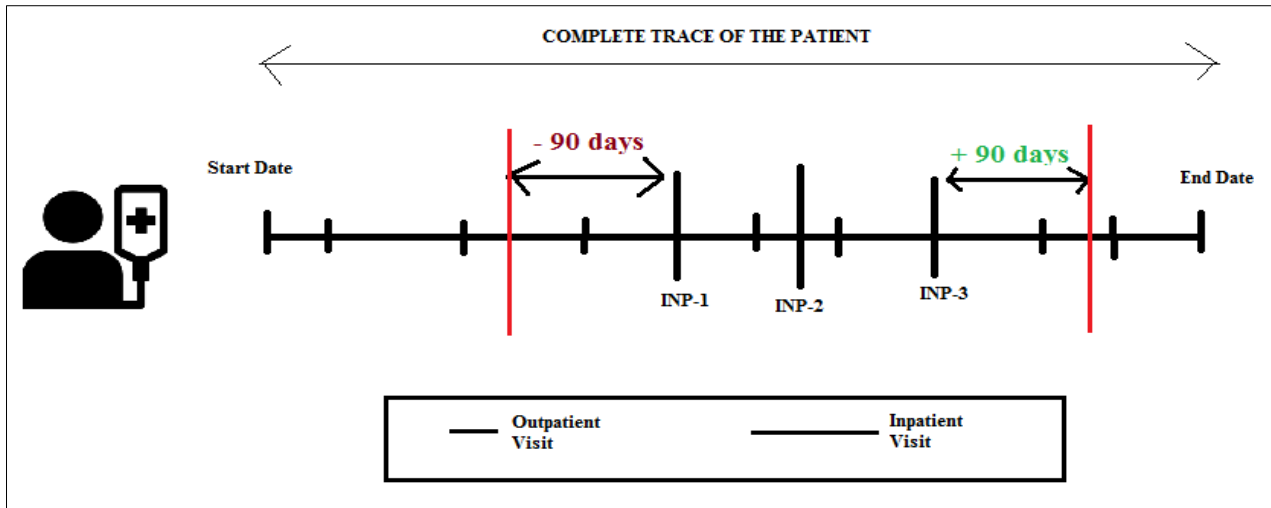 COMPLETE TRACE OF THE PATIENT
- 90 days
+ 90 days
Start Date
End Date
INP-1
INP-2
INP-3
Outpatient
Visit
Inpatient
Visit